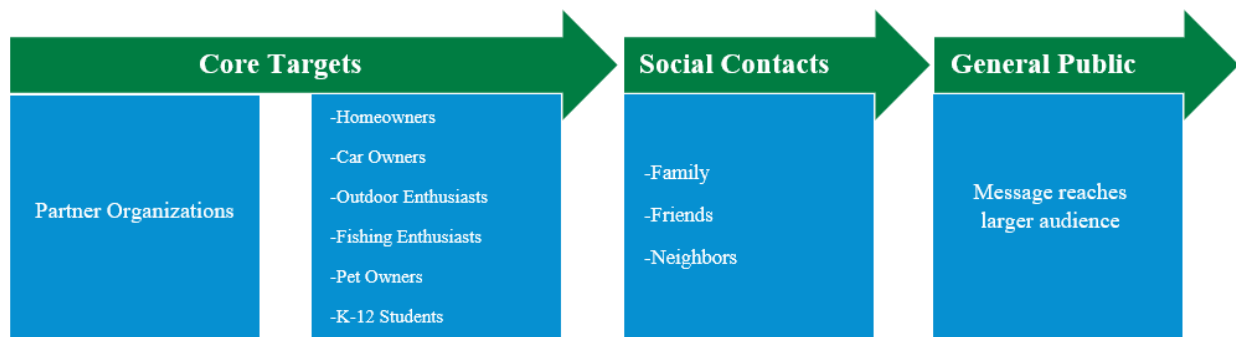 Core Targets
Social Contacts
General Public
Partner Organizations
-Homeowners
-Car Owners
-Outdoor Enthusiasts
-Fishing Enthusiasts
-Pet Owners
-K-12 Students
-Family
-Friends
-Neighbors
Message reaches
larger audience